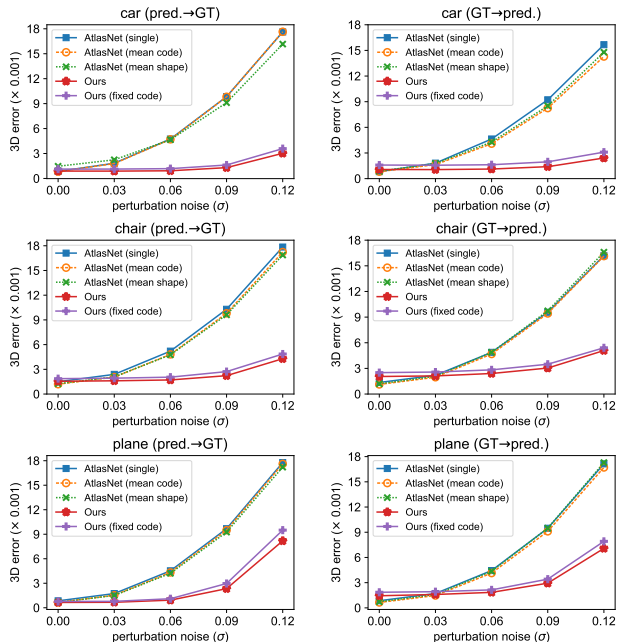 car (pred.→GT)
18
15
12
9
6
3
0
3D error (× 0.001)
AtlasNet (single)
AtlasNet (mean code)
AtlasNet (mean shape)
Ours
Ours (fixed code)
0.00 0.03 0.06 0.09 0.12
perturbation noise (σ)
car (GT→pred.)
18
15
12
9
6
3
0
3D error (× 0.001)
AtlasNet (single)
AtlasNet (mean code)
AtlasNet (mean shape)
Ours
Ours (fixed code)
0.00 0.03 0.06 0.09 0.12
perturbation noise (σ)
chair (pred.→GT)
18
15
12
9
6
3
0
3D error (× 0.001)
AtlasNet (single)
AtlasNet (mean code)
AtlasNet (mean shape)
Ours
Ours (fixed code)
0.00 0.03 0.06 0.09 0.12
perturbation noise (σ)
chair (GT→pred.)
18
15
12
9
6
3
0
3D error (× 0.001)
AtlasNet (single)
AtlasNet (mean code)
AtlasNet (mean shape)
Ours
Ours (fixed code)
0.00 0.03 0.06 0.09 0.12
perturbation noise (σ)
plane (pred.→GT)
18
15
12
9
6
3
0
3D error (× 0.001)
AtlasNet (single)
AtlasNet (mean code)
AtlasNet (mean shape)
Ours
Ours (fixed code)
0.00 0.03 0.06 0.09 0.12
perturbation noise (σ)
plane (GT→pred.)
18
15
12
9
6
3
0
3D error (× 0.001)
AtlasNet (single)
AtlasNet (mean code)
AtlasNet (mean shape)
Ours
Ours (fixed code)
0.00 0.03 0.06 0.09 0.12
perturbation noise (σ)